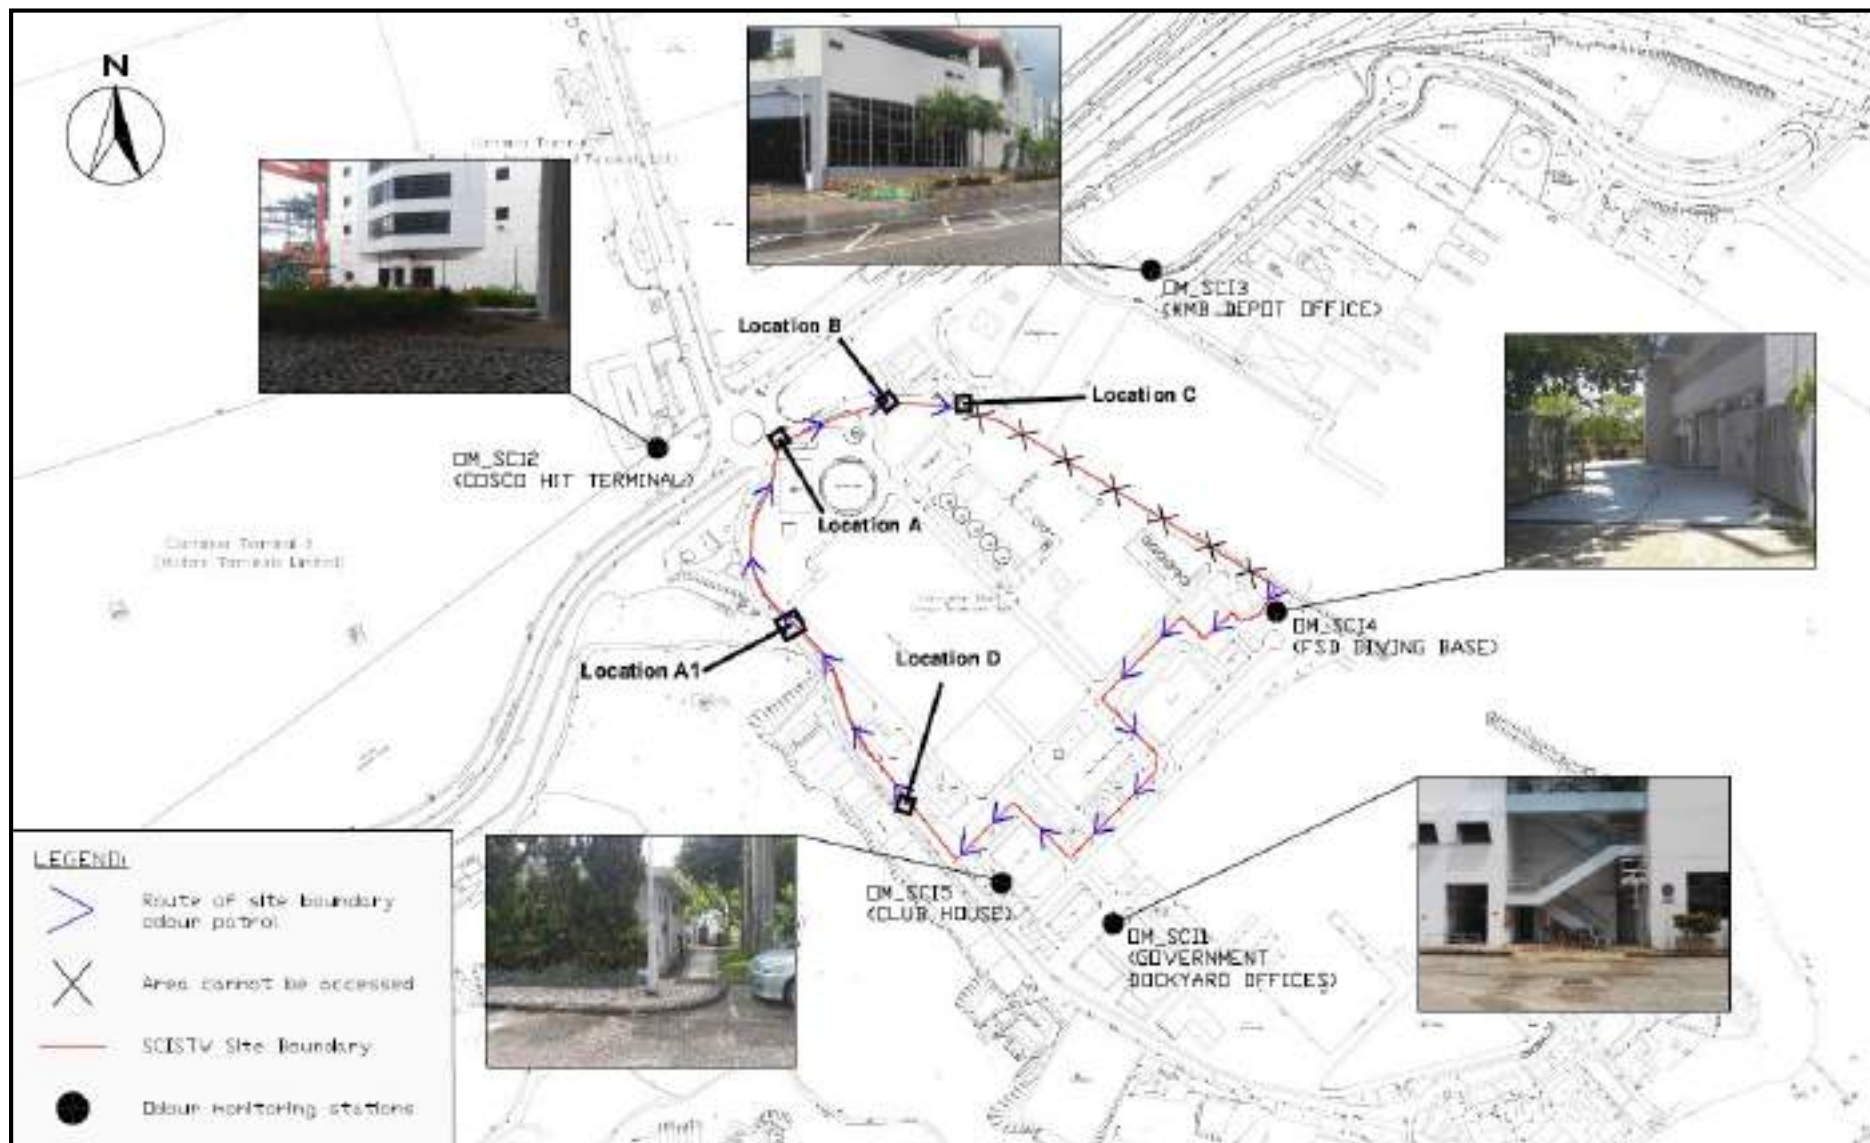 N
Location B
OM_SCI3
(KMB DEPOT OFFICE)
Location C
OM_SCI2
(COSCO HIT TERMINAL)
Location A
OM_SCI4
(FSD DIVING BASE)
Location A1
Location D
OM_SCI5
(CLUB HOUSE)
OM_SCI1
(GOVERNMENT
DOCKYARD OFFICES)
LEGEND:
Route of site boundary
odour patrol
Area cannot be accessed
SCISTW Site Boundary
Odour monitoring stations